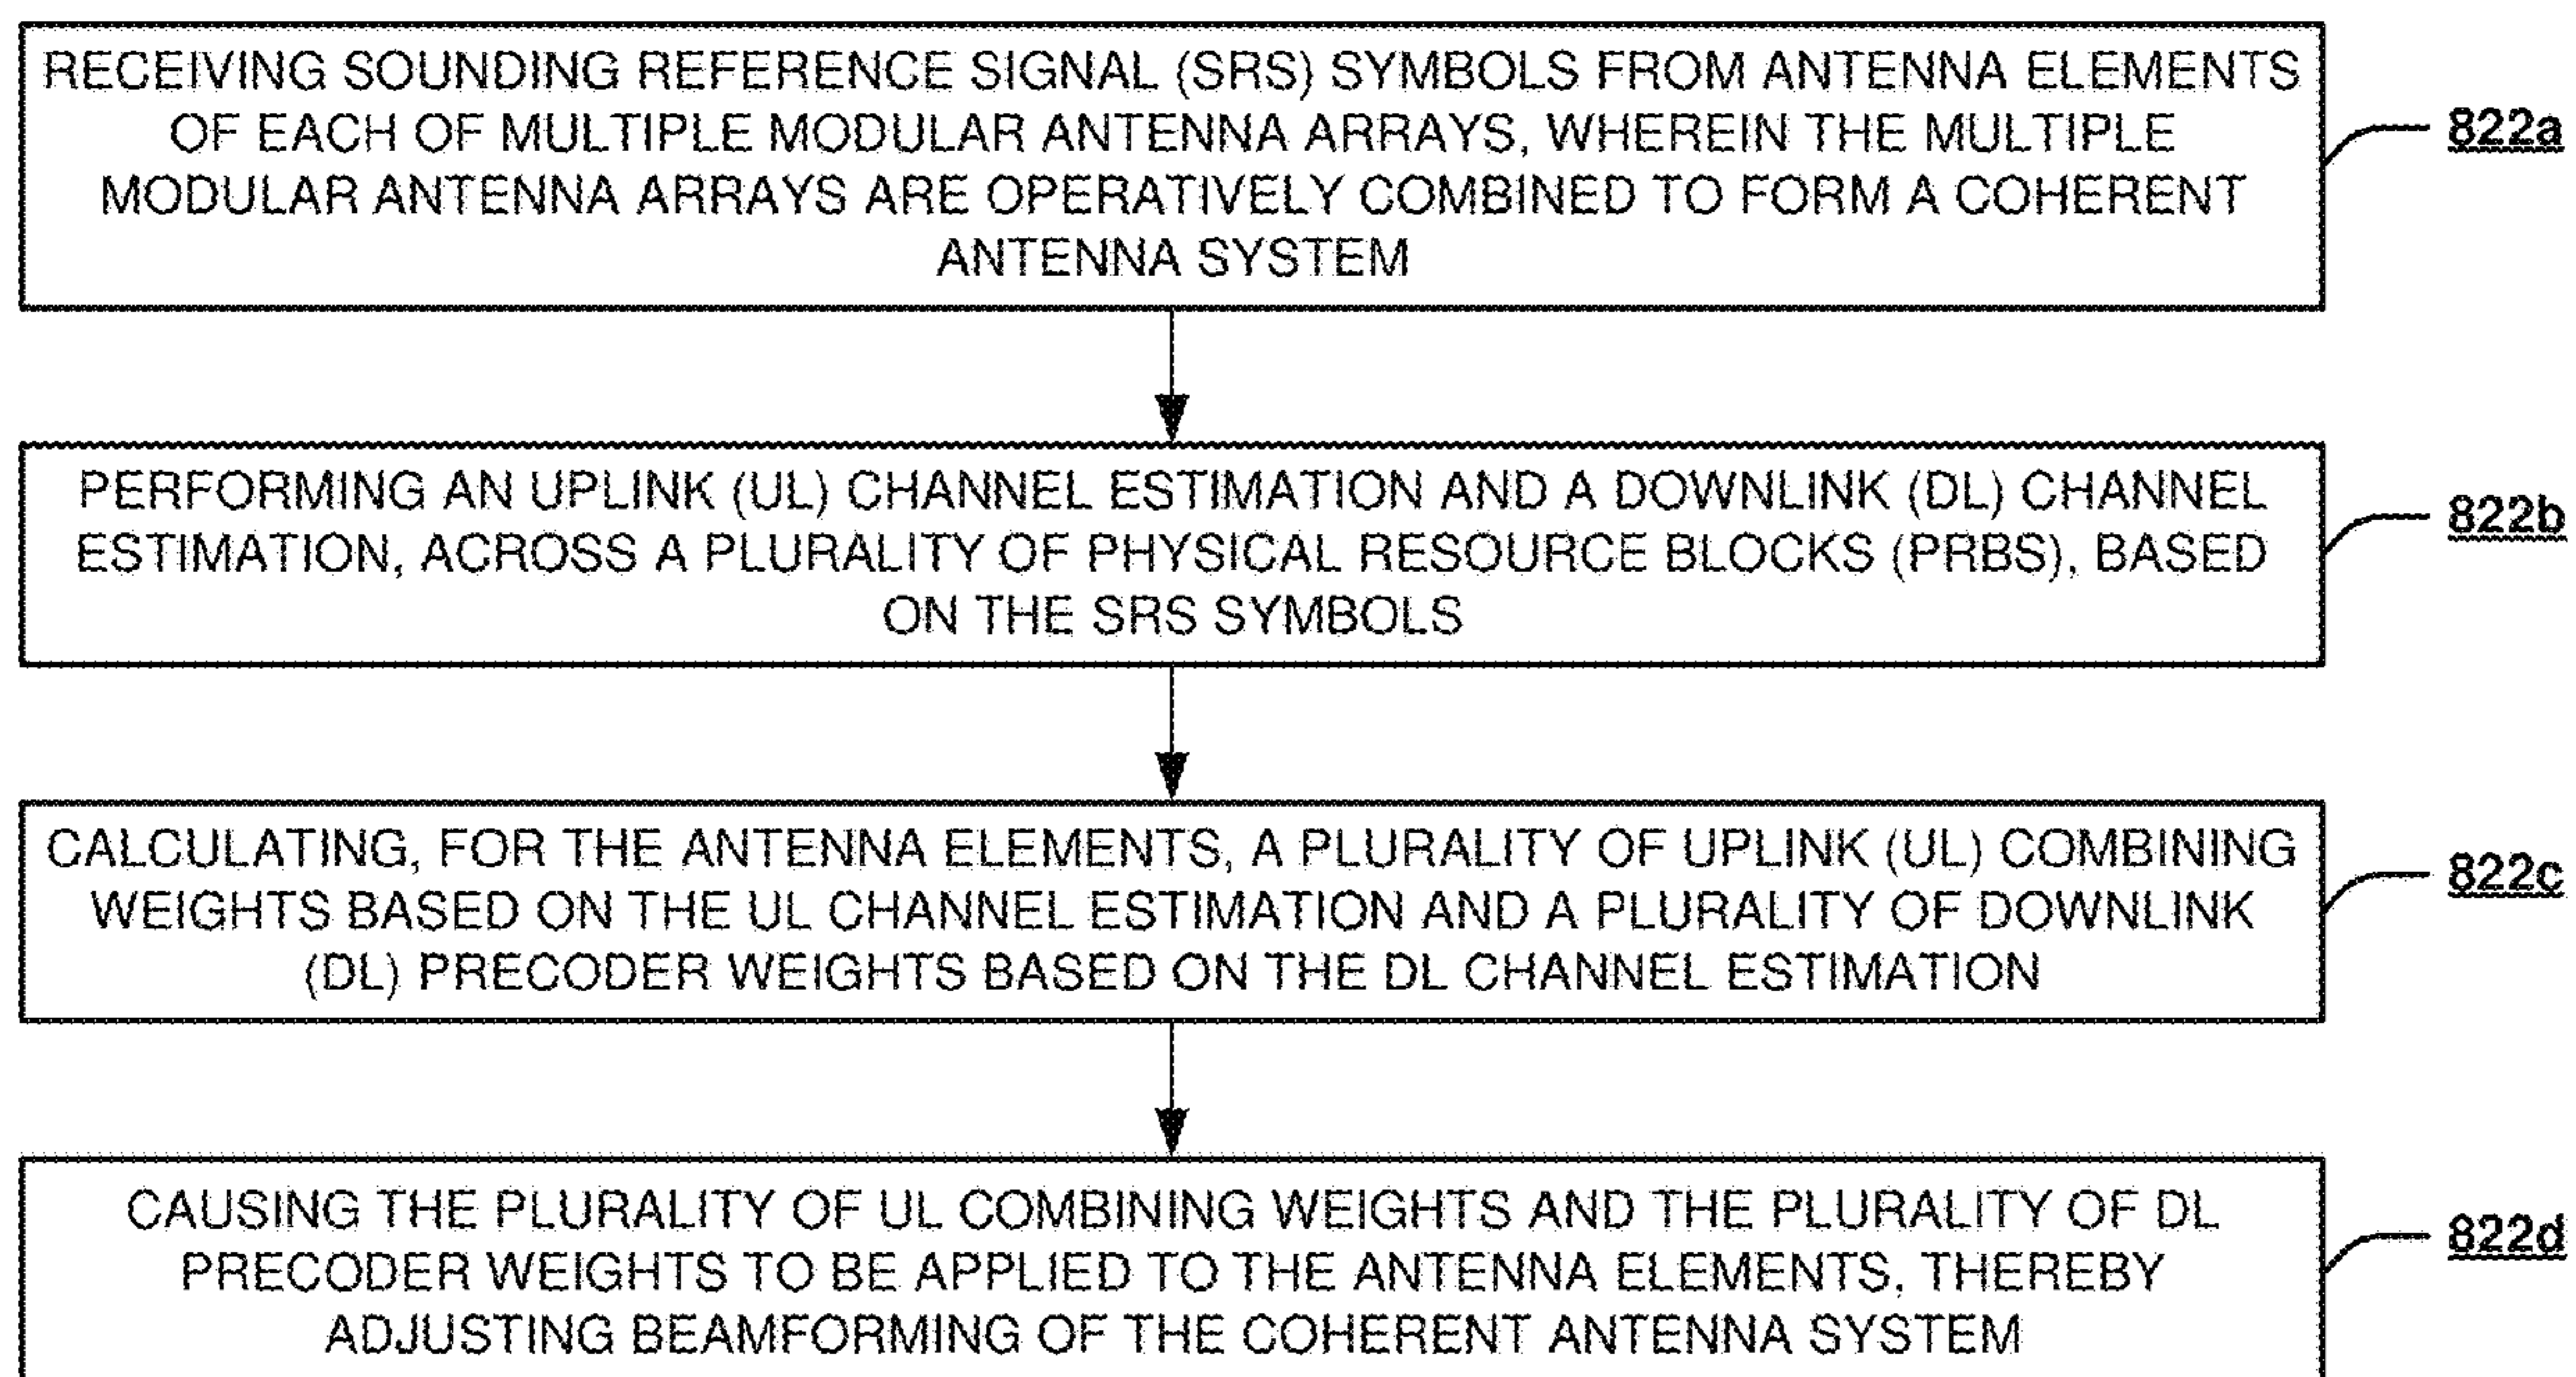 RECEIVING SOUNDING REFERENCE SIGNAL (SRS) SYMBOLS FROM ANTENNA ELEMENTS
OF EACH OF MULTIPLE MODULAR ANTENNA ARRAYS, WHEREIN THE MULTIPLE
MODULAR ANTENNA ARRAYS ARE OPERATIVELY COMBINED TO FORM A COHERENT
ANTENNA SYSTEM
822a
PERFORMING AN UPLINK (UL) CHANNEL ESTIMATION AND A DOWNLINK (DL) CHANNEL
ESTIMATION, ACROSS A PLURALITY OF PHYSICAL RESOURCE BLOCKS (PRBS), BASED
ON THE SRS SYMBOLS
822b
CALCULATING, FOR THE ANTENNA ELEMENTS, A PLURALITY OF UPLINK (UL) COMBINING
WEIGHTS BASED ON THE UL CHANNEL ESTIMATION AND A PLURALITY OF DOWNLINK
(DL) PRECODER WEIGHTS BASED ON THE DL CHANNEL ESTIMATION
822c
CAUSING THE PLURALITY OF UL COMBINING WEIGHTS AND THE PLURALITY OF DL
PRECODER WEIGHTS TO BE APPLIED TO THE ANTENNA ELEMENTS, THEREBY
ADJUSTING BEAMFORMING OF THE COHERENT ANTENNA SYSTEM
822d